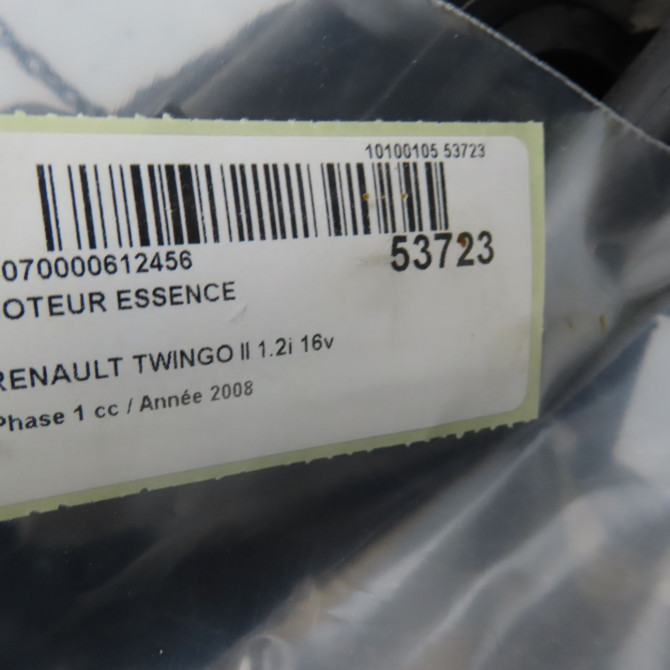 10100105 53723
070000612456
53723
OTEUR ESSENCE
RENAULT TWINGO II 1.2i 16v
Phase 1 cc / Année 2008